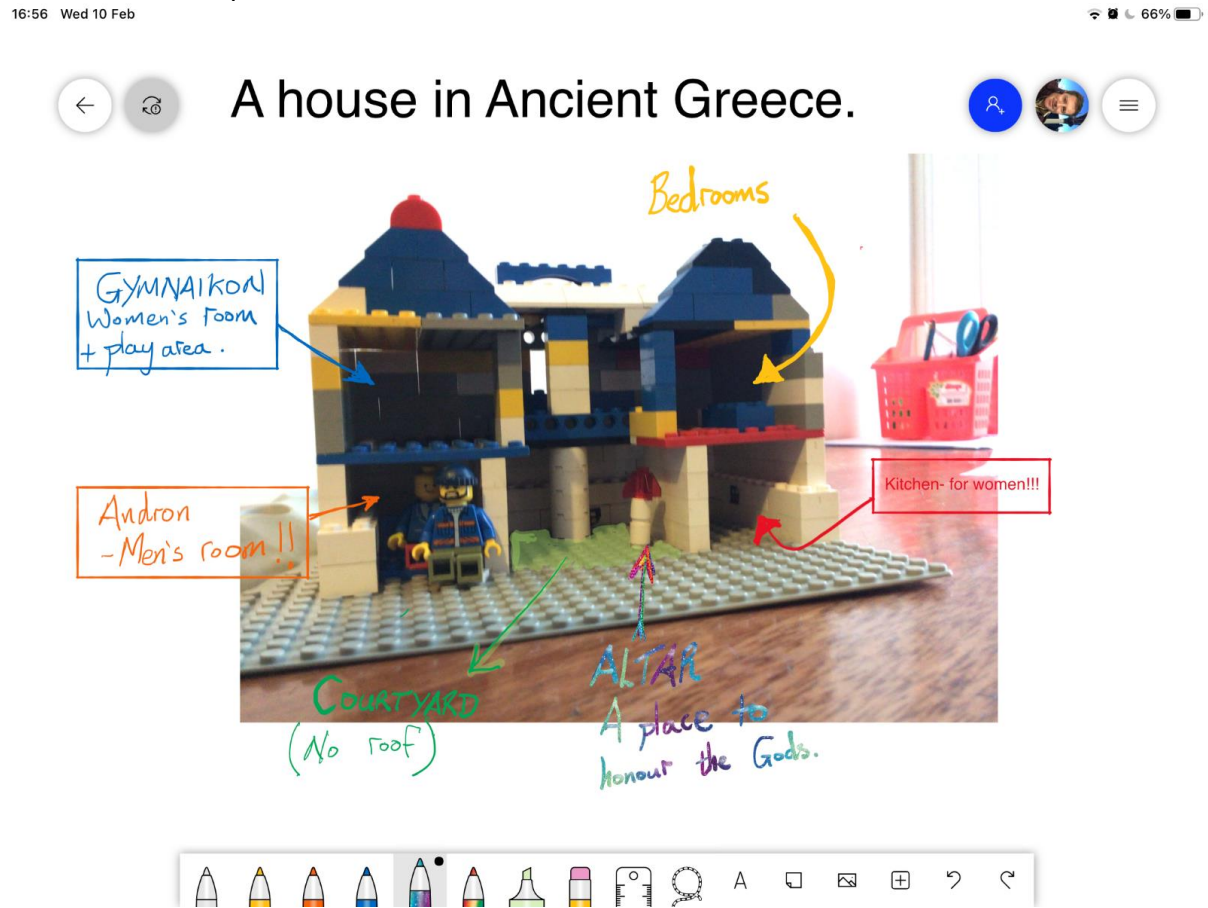 16:56 Wed 10 Feb
66%
A house in Ancient Greece.
Bedrooms
GYMNAIKON
Women's room
+ play area.
Kitchen- for women!!!
Andron
- Men's room!!
COURTYARD
(No roof)
ALTAR
A place to
honour the Gods.
A